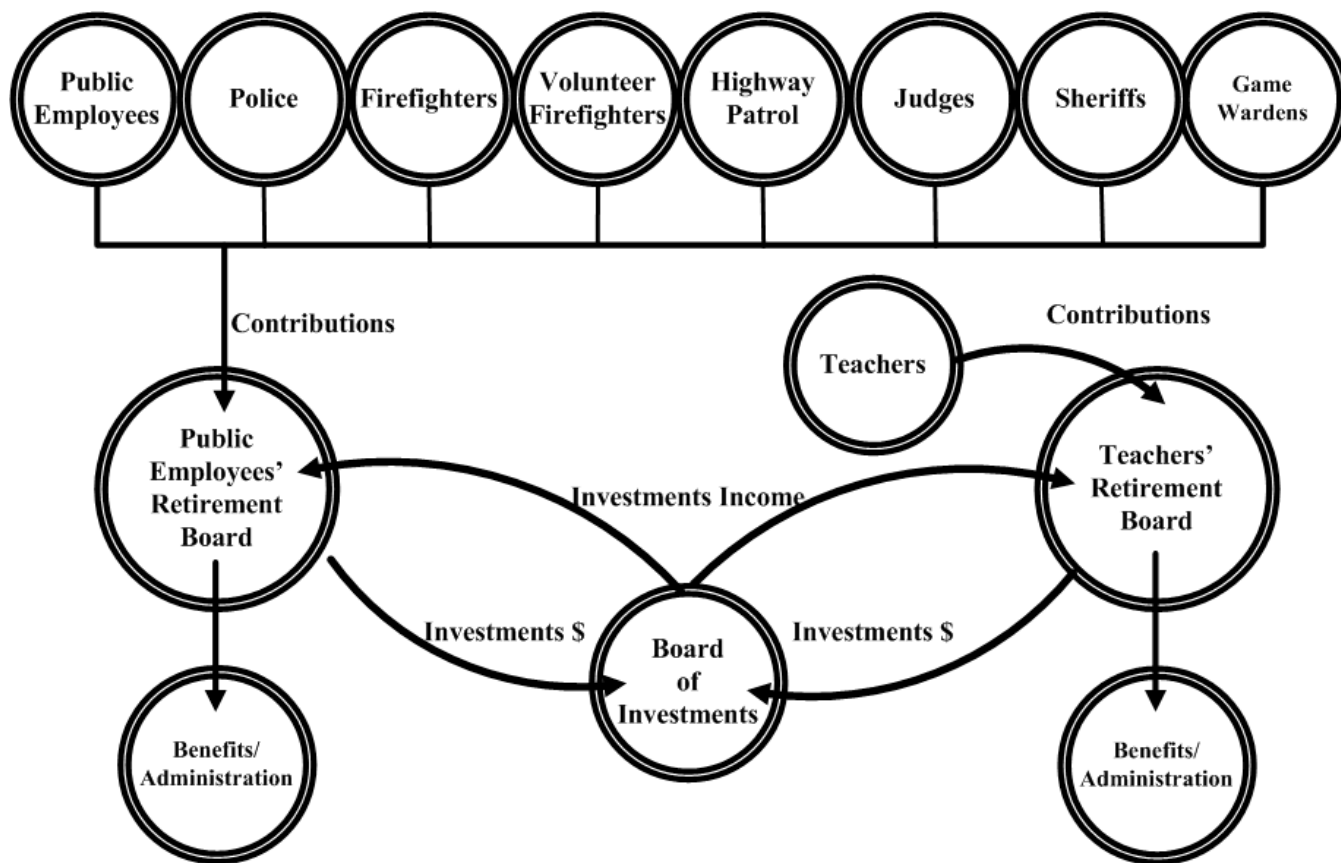 Public
Employees
Police
Firefighters
Volunteer
Firefighters
Highway
Patrol
Judges
Sheriffs
Game
Wardens
Contributions
Contributions
Teachers
Public
Employees’
Retirement
Board
Investments Income
Teachers’
Retirement
Board
Investments $
Investments $
Board
of
Investments
Benefits/
Administration
Benefits/
Administration